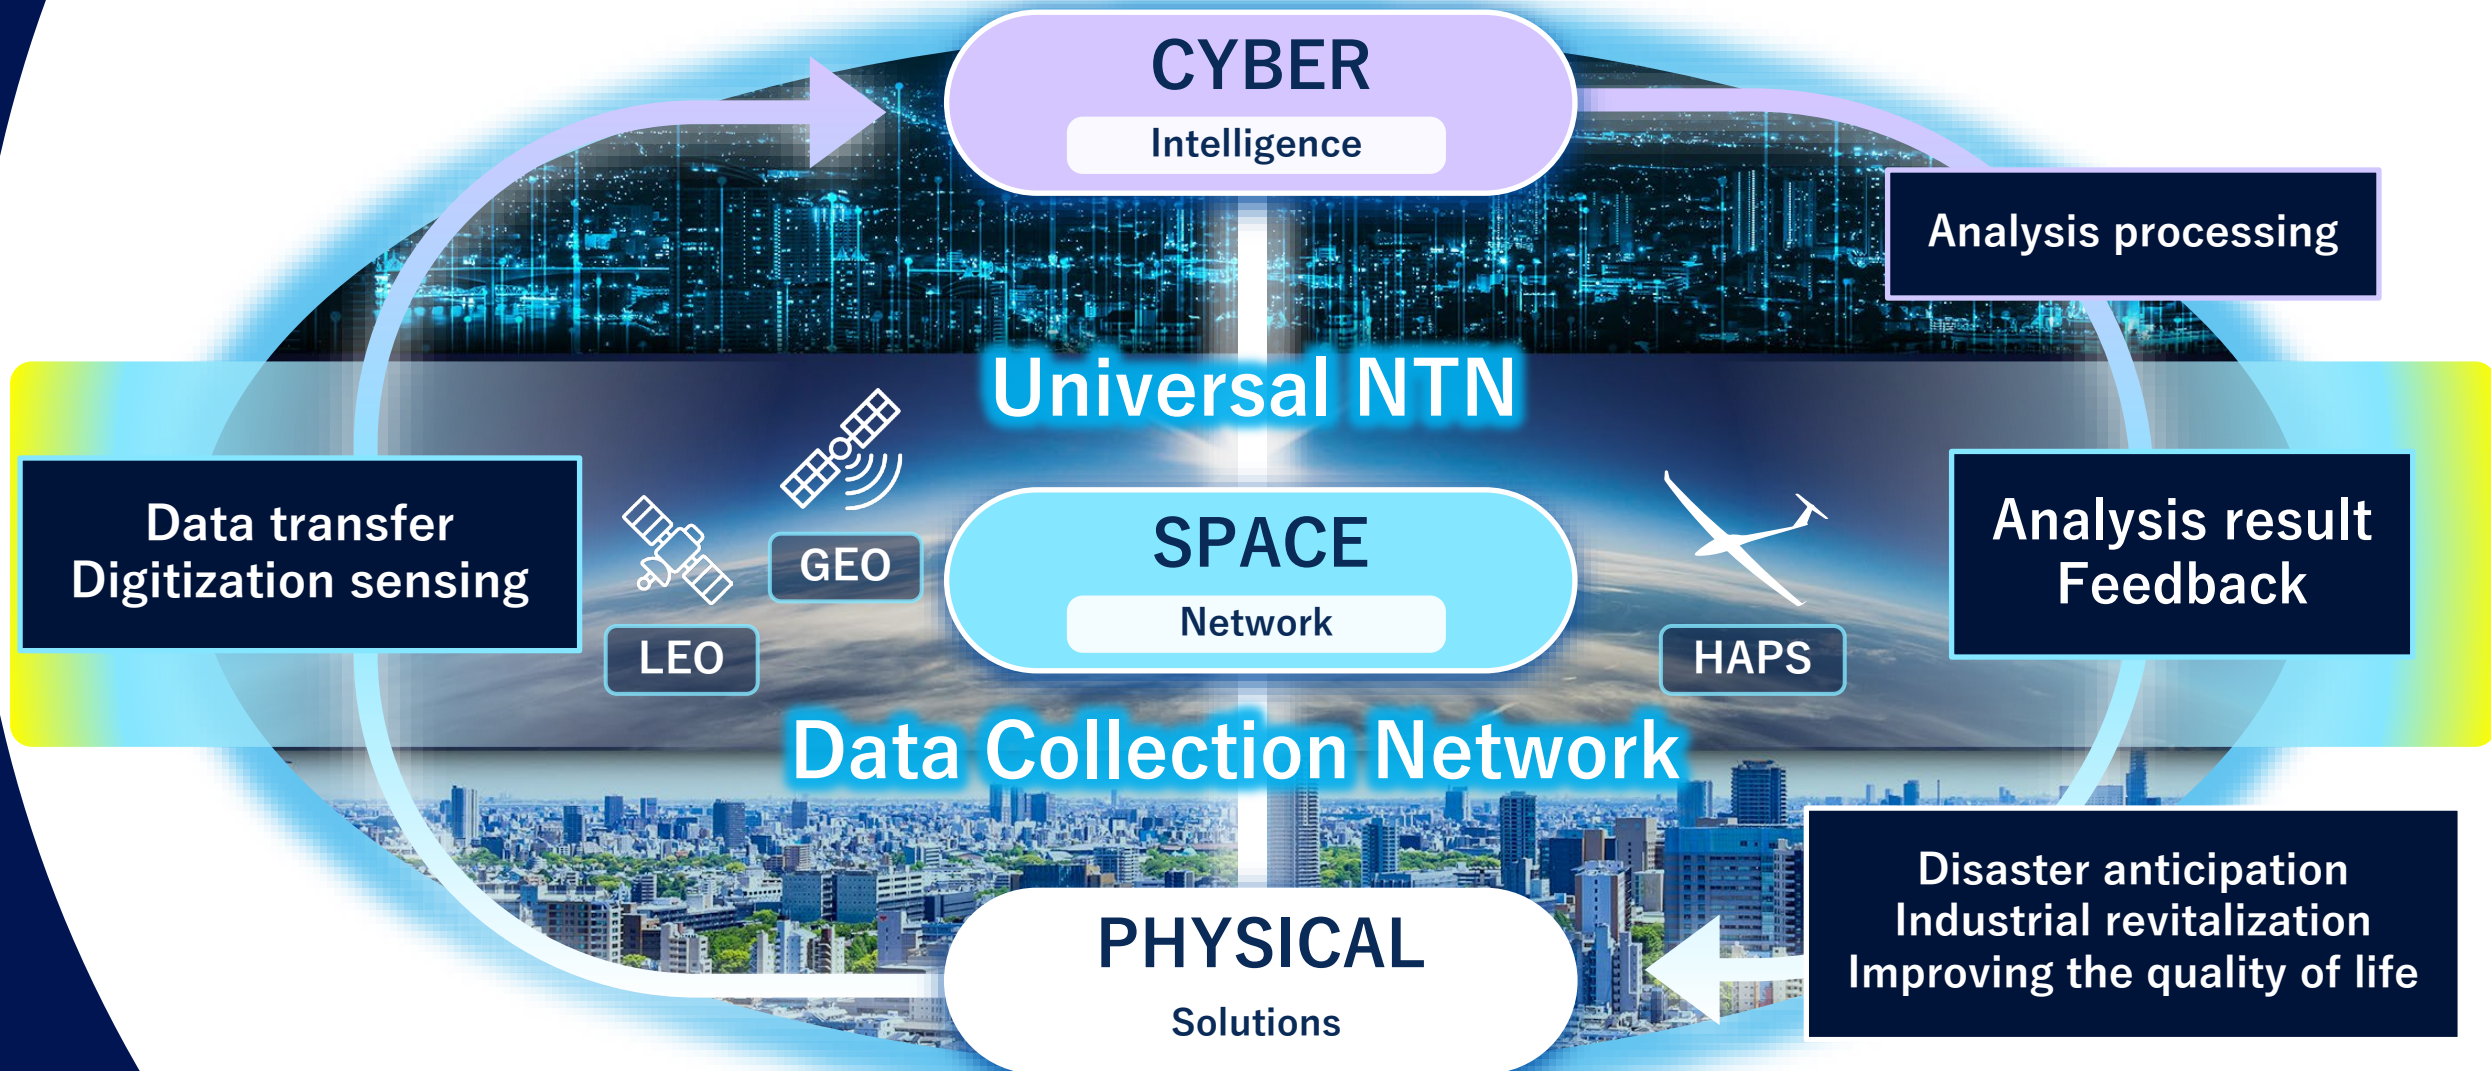 CYBER
Intelligence
Analysis processing
Universal NTN
Data transfer
Digitization sensing
GEO
LEO
SPACE
Network
HAPS
Analysis result
Feedback
Data Collection Network
PHYSICAL
Solutions
Disaster anticipation
Industrial revitalization
Improving the quality of life